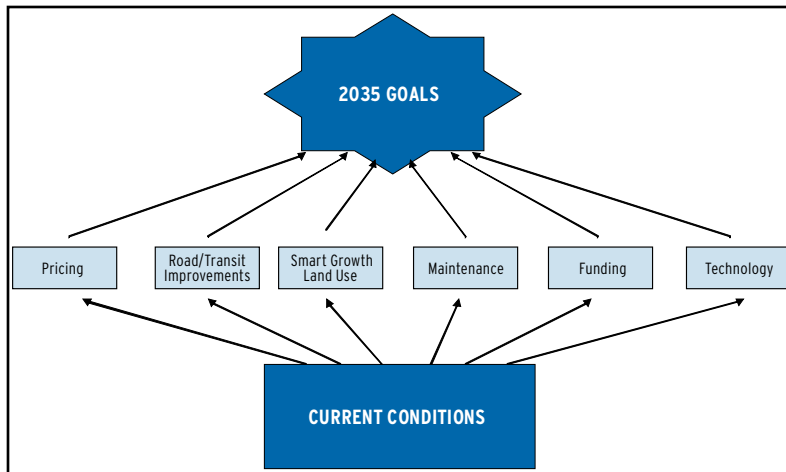 2035 GOALS
Pricing
Road/Transit
Improvements
Smart Growth
Land Use
Maintenance
Funding
Technology
CURRENT CONDITIONS